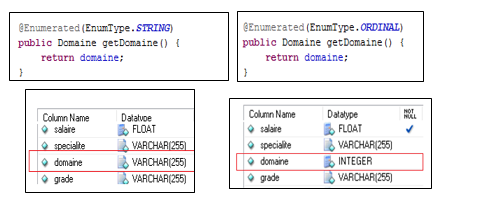 @Enumerated(EnumType.STRING)
public Domaine getDomaine() {
return domaine;
}
@Enumerated(EnumType.ORDINAL)
public Domaine getDomaine() {
return domaine;
}
Column Name Datatype
salaire FLOAT
specialite VARCHAR(255)
domaine VARCHAR(255)
grade VARCHAR(255)
Column Name Datatype NOT NULL
salaire FLOAT
specialite VARCHAR(255)
domaine INTEGER
grade VARCHAR(255)